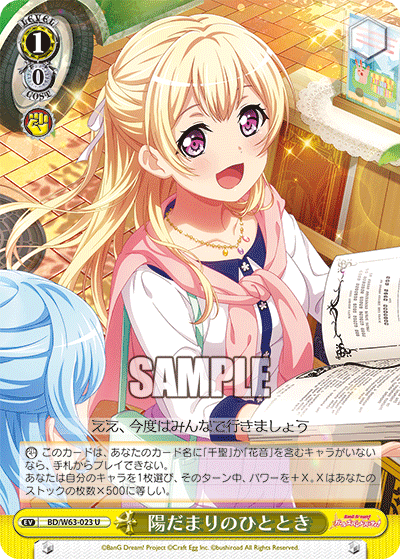 LEVEL
1
0
COST
SAMPLE
ええ、今度はみんなで行きましょう
このカードは、あなたのカード名に「千聖」か「花音」を含むキャラがいない
なら、手札からプレイできない。
あなたは自分のキャラを1枚選び、そのターン中、パワーを+X。Xはあなたの
ストックの枚数×500に等しい。
EV BD/W63-023 U
陽だまりのひととき
BanG Dream!
©BanG Dream! Project ©Craft Egg Inc. ©bushiroad All Rights Reserved.